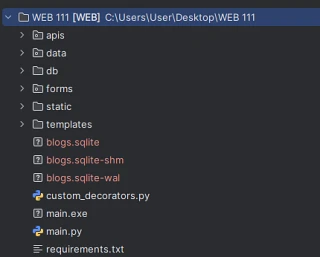 WEB 111 [WEB] C:\Users\User\Desktop\WEB 111
apis
data
db
forms
static
templates
blogs.sqlite
blogs.sqlite-shm
blogs.sqlite-wal
custom_decorators.py
main.exe
main.py
requirements.txt